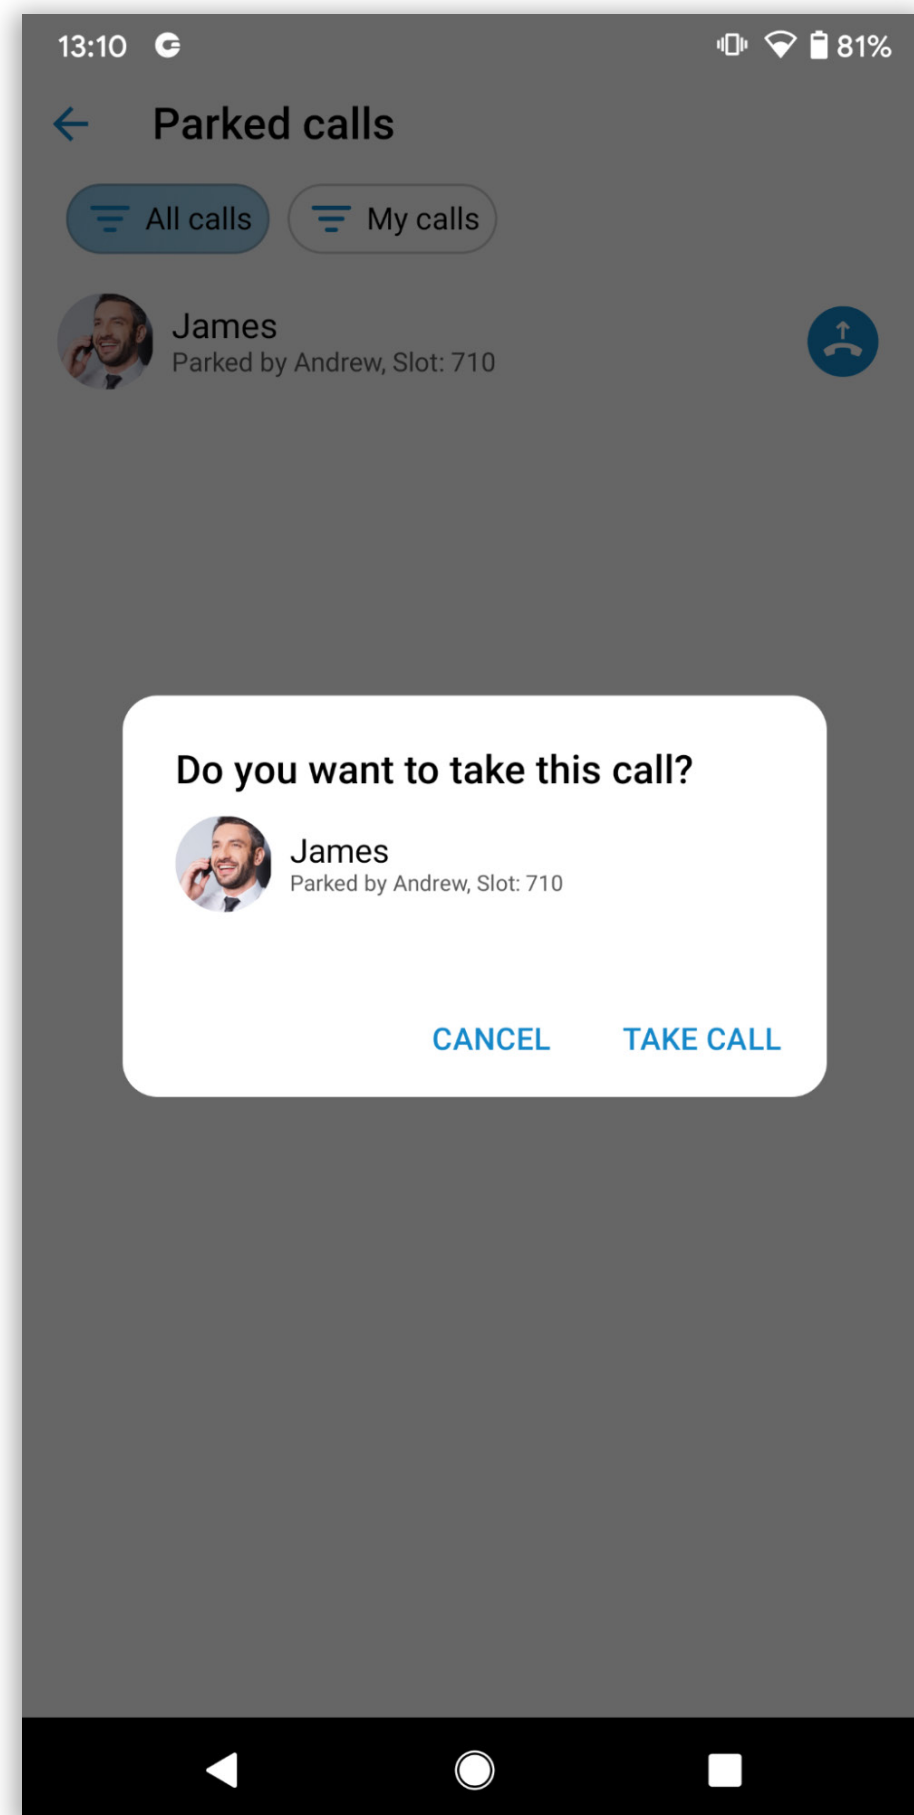 13:10 81%
Parked calls
All calls My calls
James
Parked by Andrew, Slot: 710
Do you want to take this call?
James
Parked by Andrew, Slot: 710
CANCEL TAKE CALL